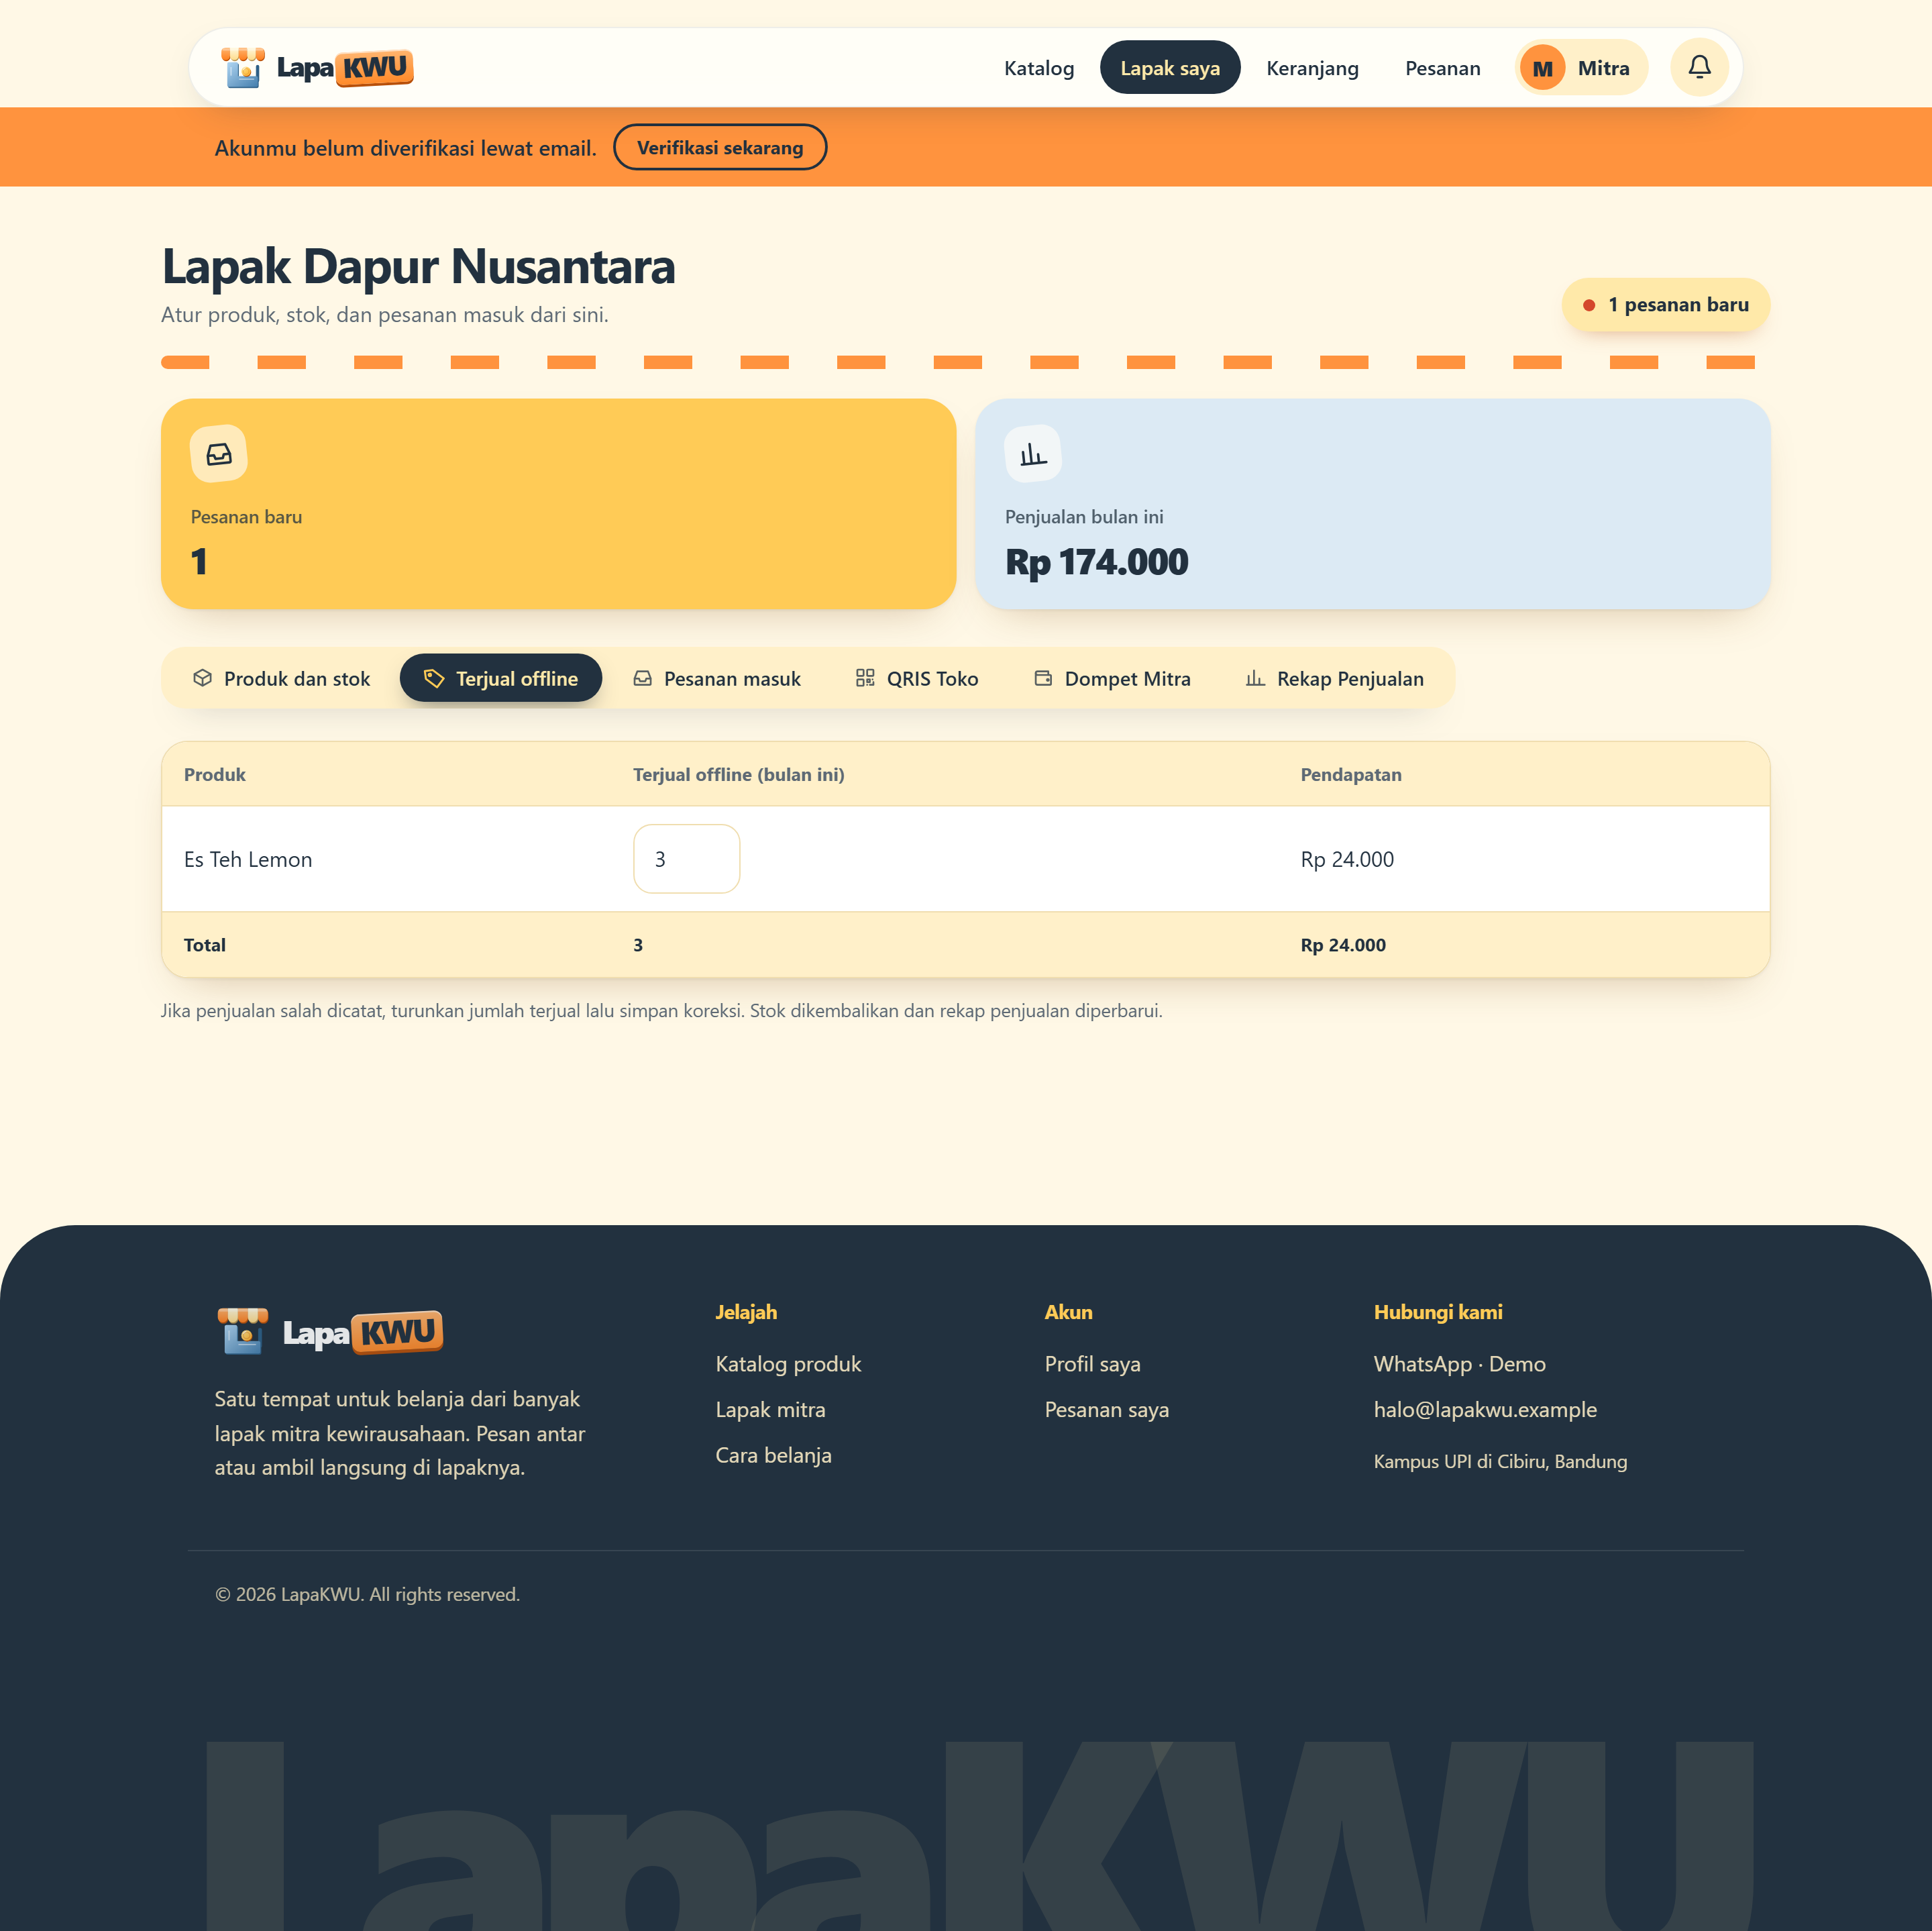 LapaKWU
Katalog
Lapak saya
Keranjang
Pesanan
M
Mitra
Akunmu belum diverifikasi lewat email.
Verifikasi sekarang
Lapak Dapur Nusantara
Atur produk, stok, dan pesanan masuk dari sini.
1 pesanan baru
Pesanan baru
1
Penjualan bulan ini
Rp 174.000
Produk dan stok
Terjual offline
Pesanan masuk
QRIS Toko
Dompet Mitra
Rekap Penjualan
Produk
Terjual offline (bulan ini)
Pendapatan
Es Teh Lemon
3
Rp 24.000
Total
3
Rp 24.000
Jika penjualan salah dicatat, turunkan jumlah terjual lalu simpan koreksi. Stok dikembalikan dan rekap penjualan diperbarui.
LapaKWU
Satu tempat untuk belanja dari banyak
lapak mitra kewirausahaan. Pesan antar
atau ambil langsung di lapaknya.
Jelajah
Katalog produk
Lapak mitra
Cara belanja
Akun
Profil saya
Pesanan saya
Hubungi kami
WhatsApp · Demo
halo@lapakwu.example
Kampus UPI di Cibiru, Bandung
© 2026 LapaKWU. All rights reserved.
LapaKWU